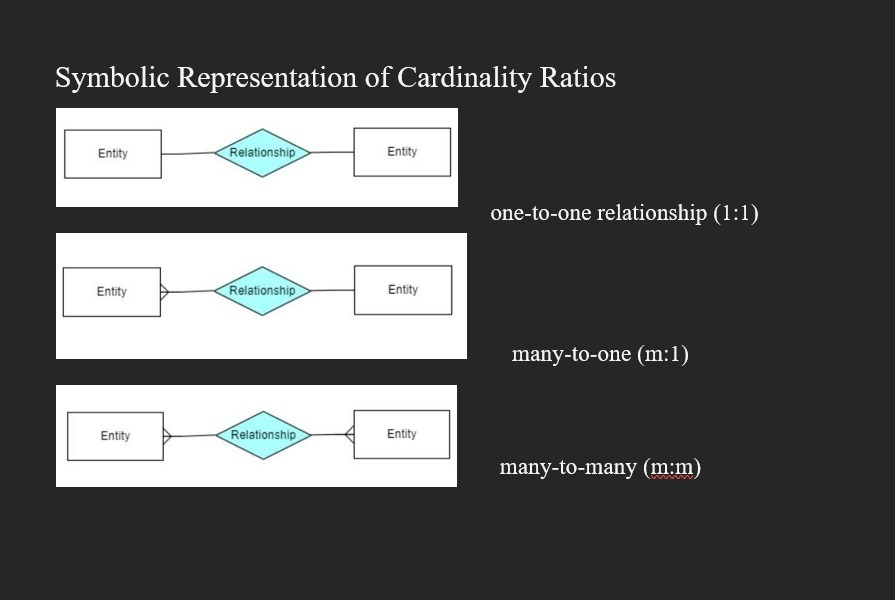 Symbolic Representation of Cardinality Ratios
Entity Relationship Entity
one-to-one relationship (1:1)
Entity Relationship Entity
many-to-one (m:1)
Entity Relationship Entity
many-to-many (m:m)